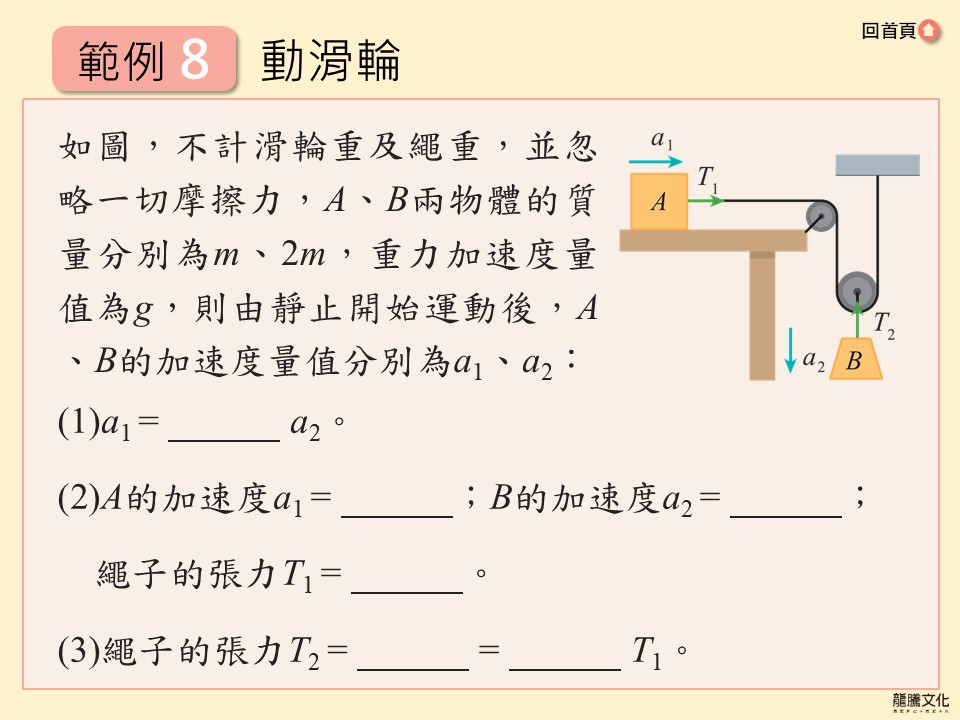 回首頁
範例 8 動滑輪
如圖，不計滑輪重及繩重，並忽
略一切摩擦力，A、B兩物體的質
量分別為m、2m，重力加速度量
值為g，則由靜止開始運動後，A
、B的加速度量值分別為a₁、a₂：
(1)a₁= ______ a₂。
(2)A的加速度a₁= ______；B的加速度a₂= ______；
繩子的張力T₁= ______。
(3)繩子的張力T₂= ______ = ______ T₁。
a₁
T₁
A
T₂
a₂
B
龍騰文化